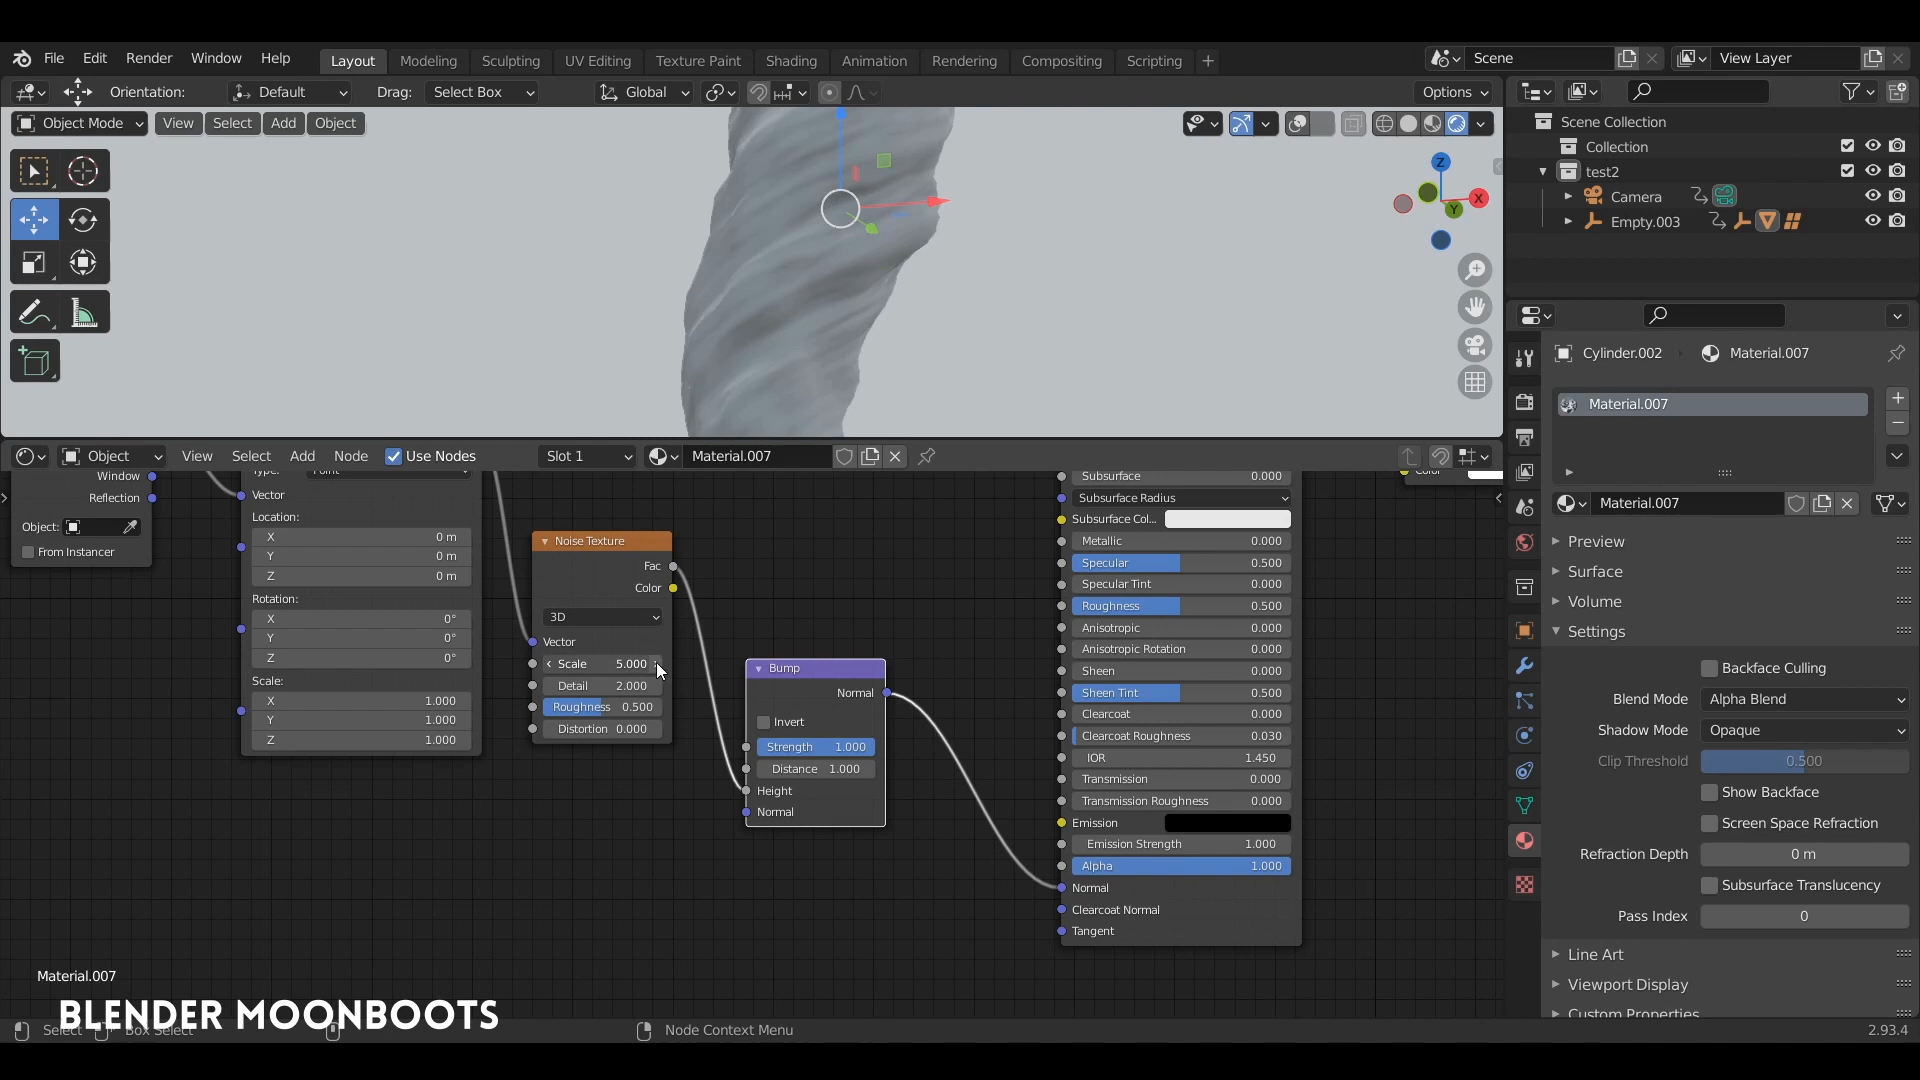 File Edit Render Window Help Layout Modeling Sculpting UV Editing Texture Paint Shading Animation Rendering Compositing Scripting + Scene View Layer
Orientation: Default Drag: Select Box Global Options
Object Mode View Select Add Object
Z
X
Y
Scene Collection
Collection
test2
Camera
Empty.003
Cylinder.002 Material.007
Material.007
Object View Select Add Node Use Nodes Slot 1 Material.007
Window
Reflection
Object:
From Instancer
Vector
Location:
X 0 m
Y 0 m
Z 0 m
Rotation:
X 0°
Y 0°
Z 0°
Scale:
X 1.000
Y 1.000
Z 1.000
Noise Texture
Fac
Color
3D
Vector
Scale 5.000
Detail 2.000
Roughness 0.500
Distortion 0.000
Bump
Normal
Invert
Strength 1.000
Distance 1.000
Height
Normal
Subsurface 0.000
Subsurface Radius
Subsurface Col...
Metallic 0.000
Specular 0.500
Specular Tint 0.000
Roughness 0.500
Anisotropic 0.000
Anisotropic Rotation 0.000
Sheen 0.000
Sheen Tint 0.500
Clearcoat 0.000
Clearcoat Roughness 0.030
IOR 1.450
Transmission 0.000
Transmission Roughness 0.000
Emission
Emission Strength 1.000
Alpha 1.000
Normal
Clearcoat Normal
Tangent
Material.007
Preview
Surface
Volume
Settings
Backface Culling
Blend Mode Alpha Blend
Shadow Mode Opaque
Clip Threshold 0.500
Show Backface
Screen Space Refraction
Refraction Depth 0 m
Subsurface Translucency
Pass Index 0
Line Art
Viewport Display
Custom Properties
Material.007
BLENDER MOONBOOTS
Select Box Select Node Context Menu 2.93.4